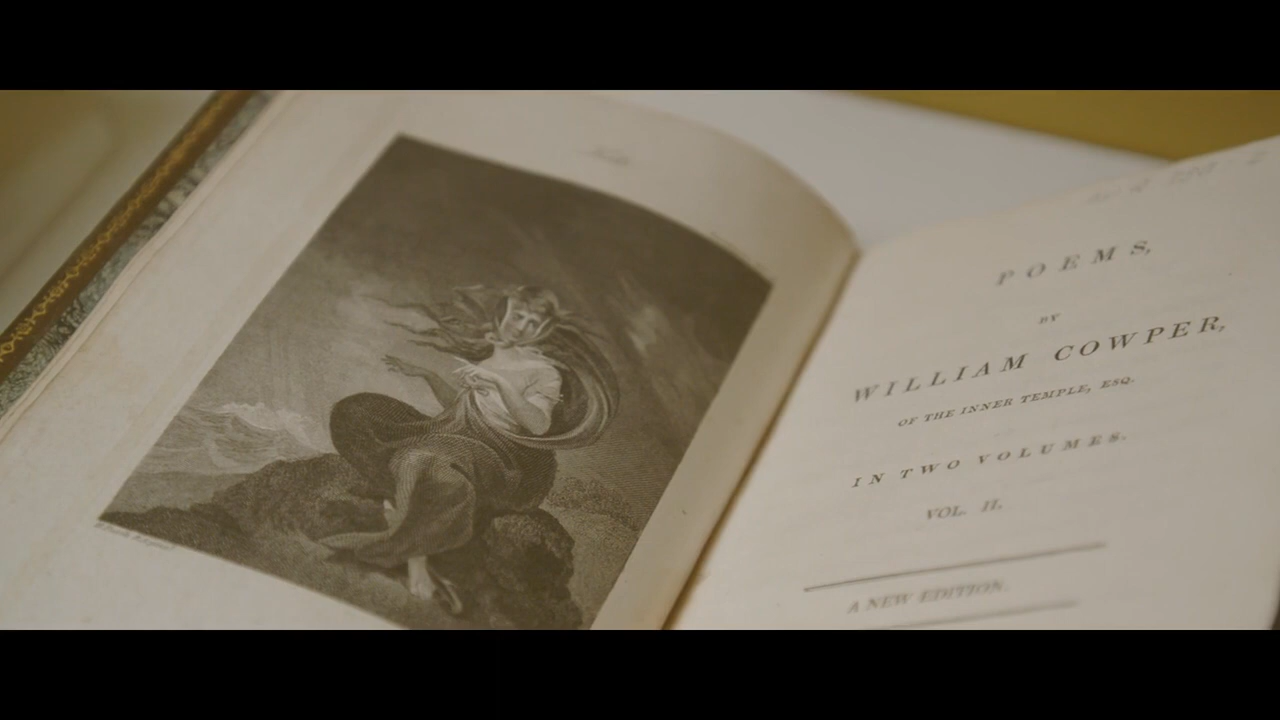 POEMS,
BY
WILLIAM COWPER,
OF THE INNER TEMPLE, ESQ.
IN TWO VOLUMES.
VOL. II.
A NEW EDITION.